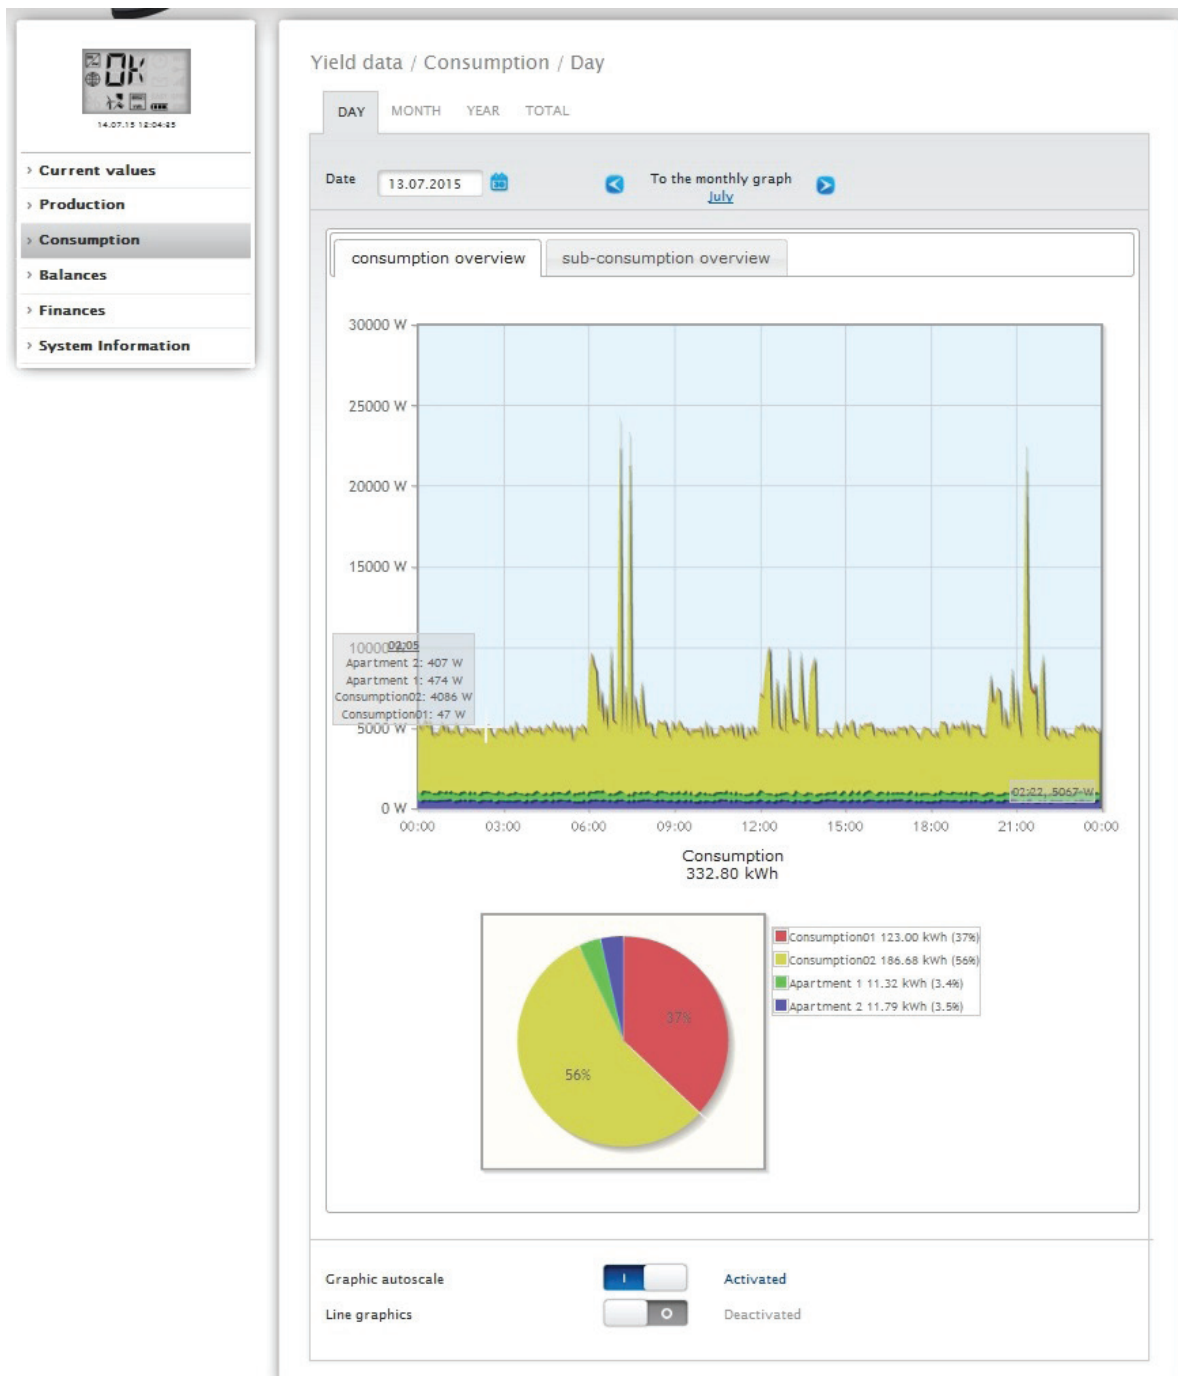 OK
14.07.15 12:04:25
Current values
Production
Consumption
Balances
Finances
System Information
Yield data / Consumption / Day
DAY MONTH YEAR TOTAL
Date 13.07.2015 To the monthly graph
July
consumption overview sub-consumption overview
30000 W
25000 W
20000 W
15000 W
10000 W
02:05
Apartment 2: 407 W
Apartment 1: 474 W
Consumption02: 4086 W
Consumption01: 47 W
5000 W
02:22, 5067 W
0 W
00:00 03:00 06:00 09:00 12:00 15:00 18:00 21:00 00:00
Consumption
332.80 kWh
Consumption01 123.00 kWh (37%)
Consumption02 186.68 kWh (56%)
Apartment 1 11.32 kWh (3.4%)
Apartment 2 11.79 kWh (3.5%)
37%
56%
Graphic autoscale Activated
Line graphics Deactivated